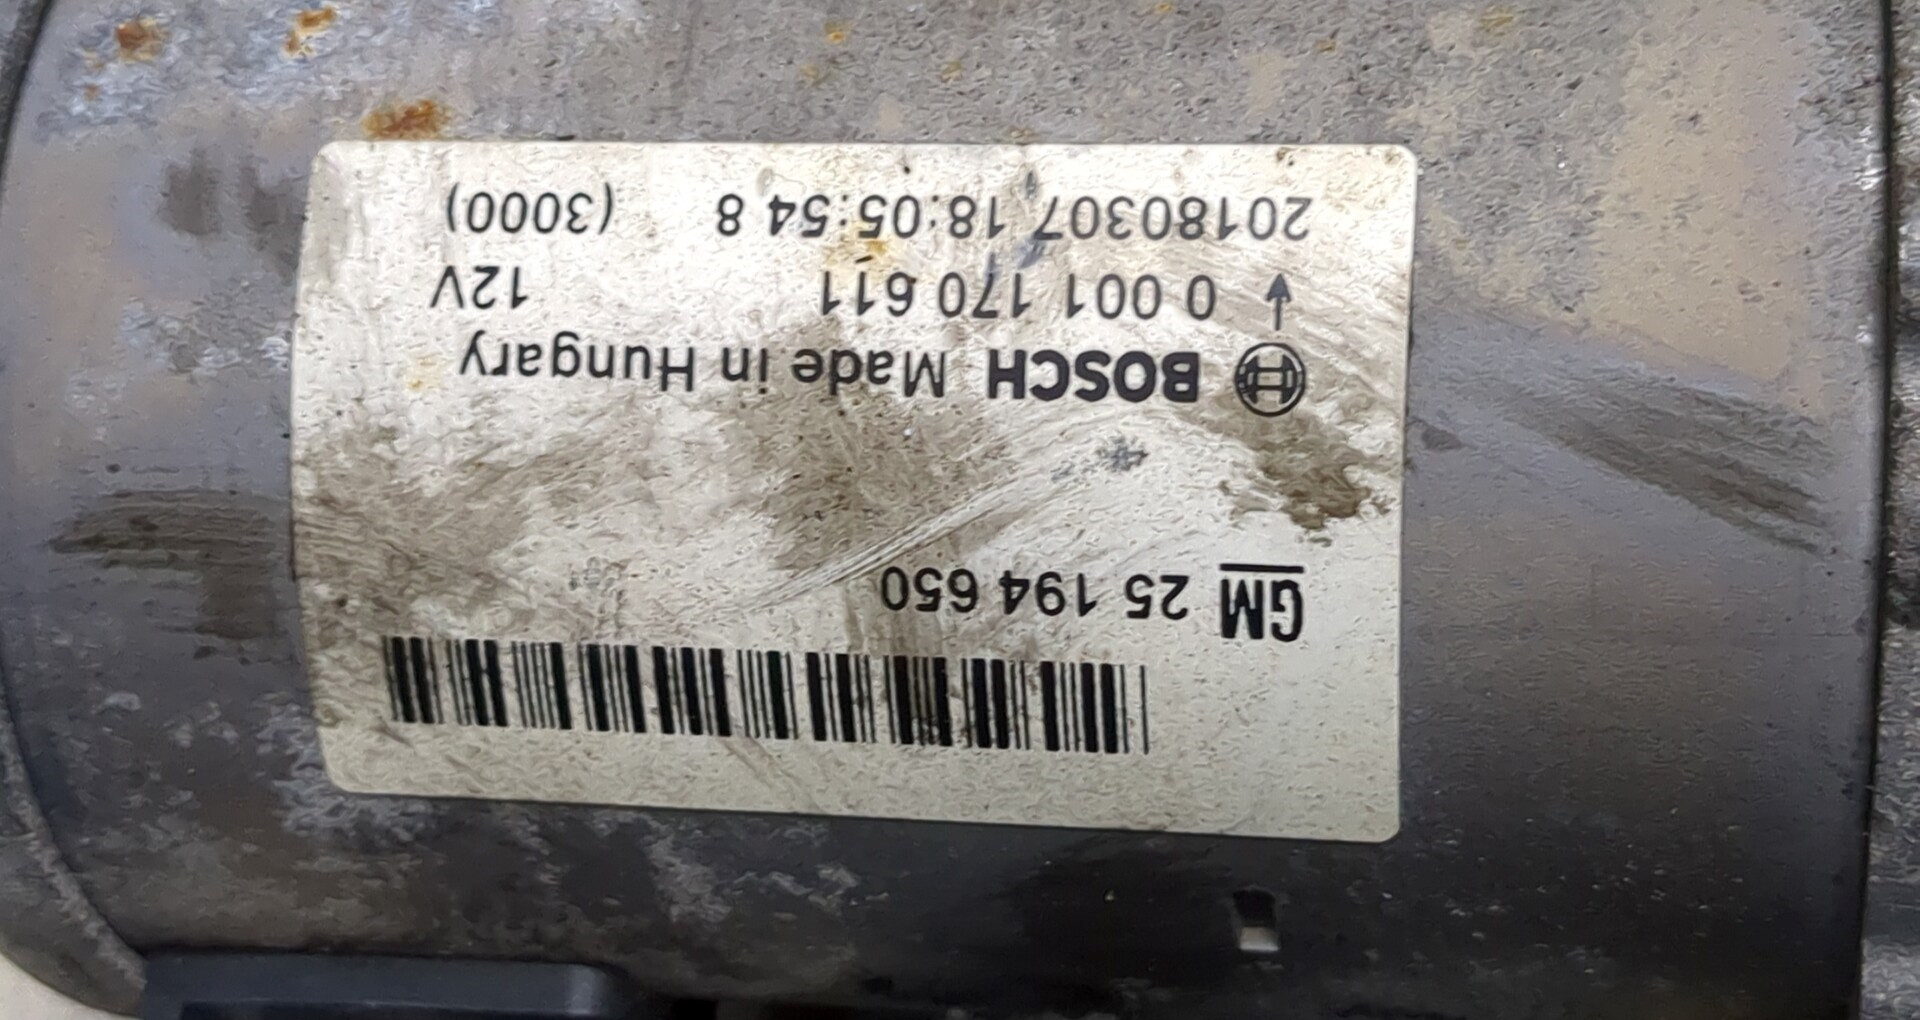 GM 25 194 650
BOSCH Made in Hungary
0 001 170 611 12V
20180307 18:05:54 8 (3000)